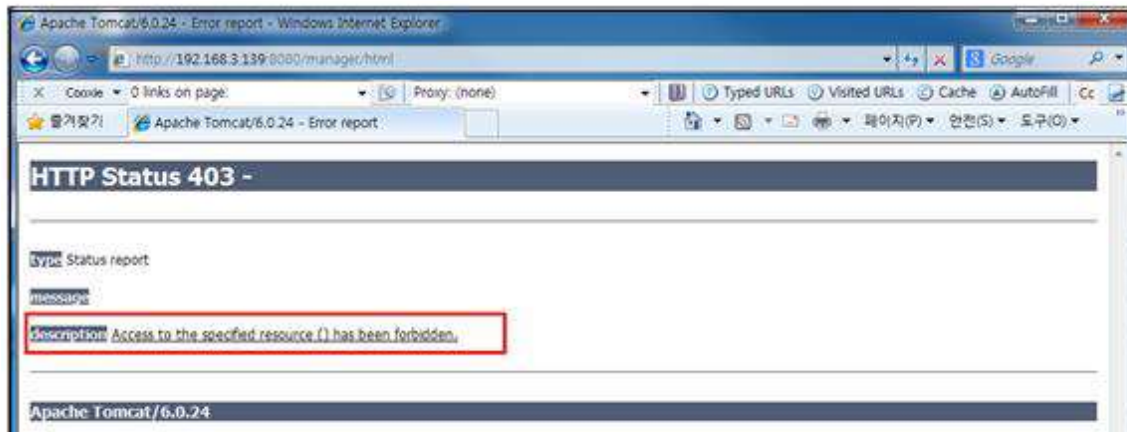 Apache Tomcat/6.0.24 - Error report - Windows Internet Explorer
http://192.168.3.139:8080/manager/html
Google
X Cookie 0 links on page: Proxy: (none) Typed URLs Visited URLs Cache AutoFill
즐겨찾기 Apache Tomcat/6.0.24 - Error report 페이지(P) 안전(S) 도구(O)
HTTP Status 403 -
type Status report
message
description Access to the specified resource () has been forbidden.
Apache Tomcat/6.0.24